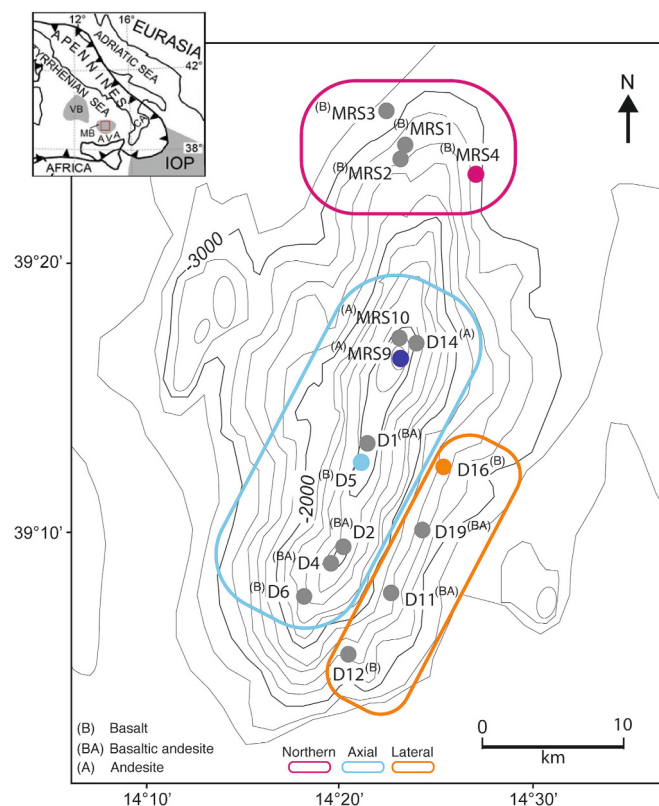 12° 16°
EURASIA
ADRIATIC SEA
APENNINES
42
TYRRHENIAN SEA
VB
CA
MB
AVA
38°
IOP
AFRICA
N
(B)MRS3
(B)MRS1
(B)MRS4
(B)MRS2
-3000
39°20'
(A)MRS10
D14(A)
(A)MRS9
D1(BA)
D16(B)
(B)D5
-2000
39°10'
(BA)D2
D19(BA)
(BA)D4
(B)D6
D11(BA)
D12(B)
(B) Basalt
(BA) Basaltic andesite
(A) Andesite
Northern Axial Lateral
0 10
km
14°10' 14°20' 14°30'